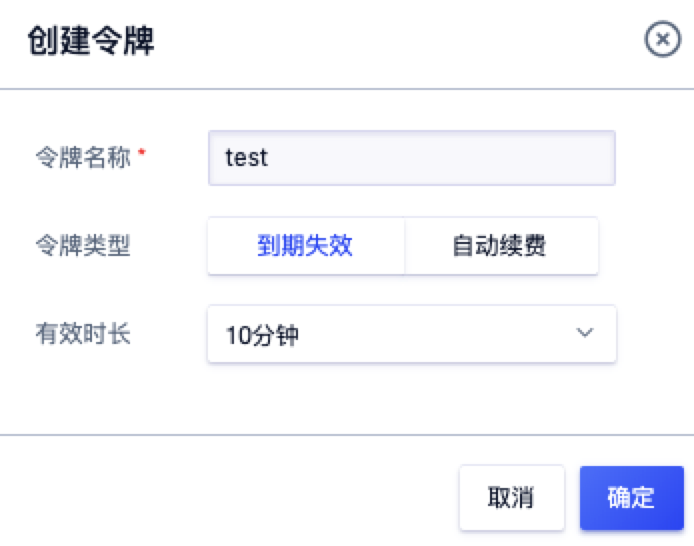 创建令牌
令牌名称 *
test
令牌类型
到期失效
自动续费
有效时长
10分钟
取消
确定